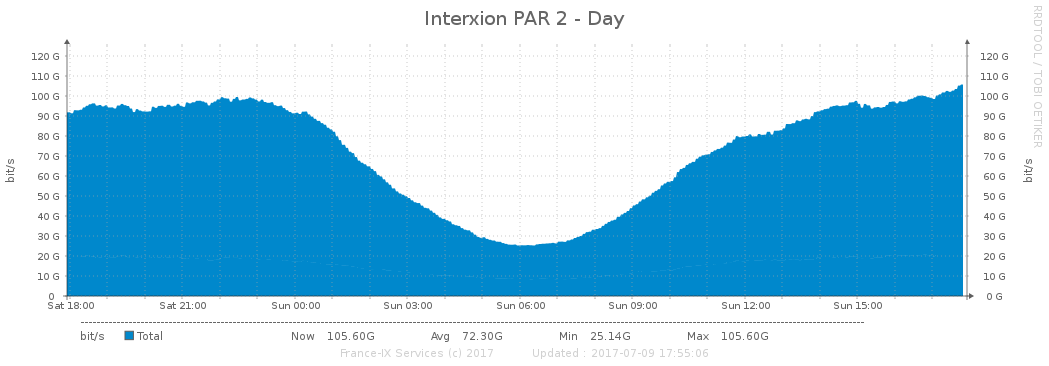 Interxion PAR 2 - Day
RRDTOOL / TOBI OETIKER
120 G 120 G
110 G 110 G
100 G 100 G
90 G 90 G
80 G 80 G
70 G 70 G
60 G 60 G
50 G 50 G
40 G 40 G
30 G 30 G
20 G 20 G
10 G 10 G
0 0 G
bit/s
bit/s
Sat 18:00 Sat 21:00 Sun 00:00 Sun 03:00 Sun 06:00 Sun 09:00 Sun 12:00 Sun 15:00
bit/s Total Now 105.60G Avg 72.30G Min 25.14G Max 105.60G
France-IX Services (c) 2017 Updated : 2017-07-09 17:55:06